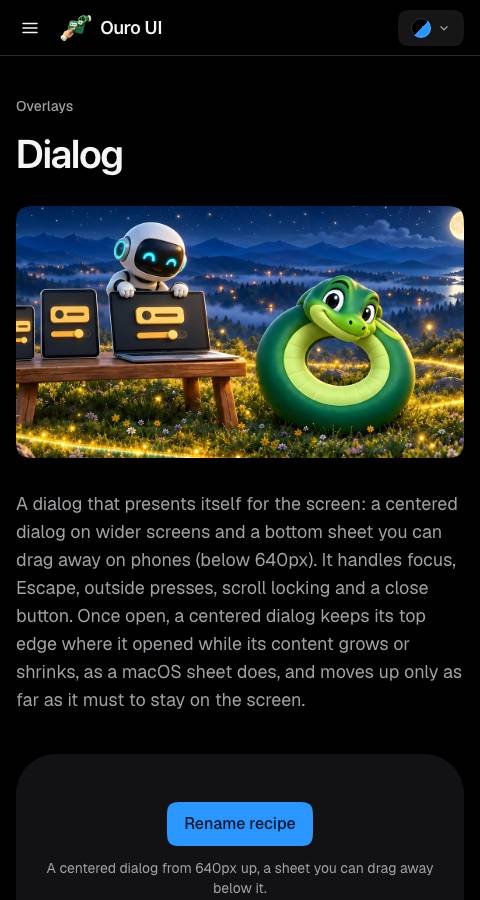 Ouro UI
Overlays
Dialog
A dialog that presents itself for the screen: a centered
dialog on wider screens and a bottom sheet you can
drag away on phones (below 640px). It handles focus,
Escape, outside presses, scroll locking and a close
button. Once open, a centered dialog keeps its top
edge where it opened while its content grows or
shrinks, as a macOS sheet does, and moves up only as
far as it must to stay on the screen.
Rename recipe
A centered dialog from 640px up, a sheet you can drag away
below it.